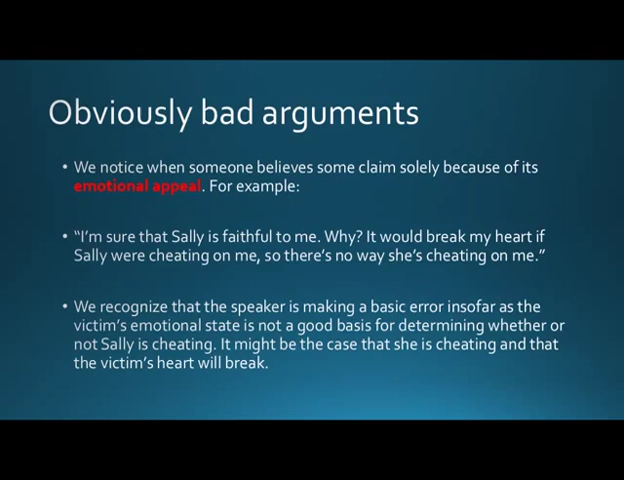 Obviously bad arguments
• We notice when someone believes some claim solely because of its
emotional appeal. For example:
• “I’m sure that Sally is faithful to me. Why? It would break my heart if
Sally were cheating on me, so there’s no way she’s cheating on me.”
• We recognize that the speaker is making a basic error insofar as the
victim’s emotional state is not a good basis for determining whether or
not Sally is cheating. It might be the case that she is cheating and that
the victim’s heart will break.